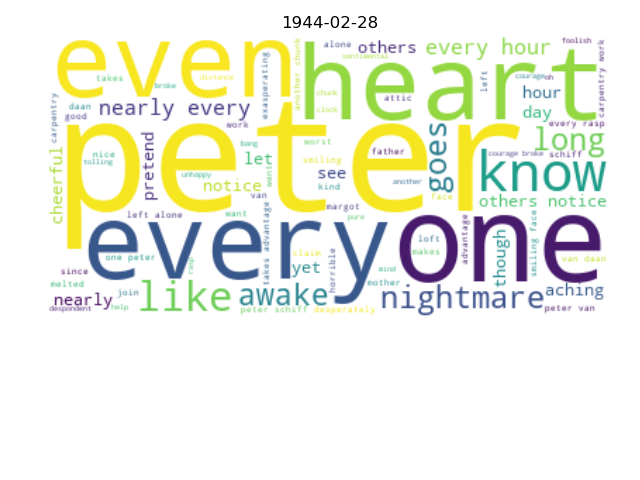 1944-02-28
even heart
takes alone others every hour foolish
daan broke distance exasperating another chunk sentimental left courage oh carpentry work
good nearly every work chunk attic hour day
carpentry cheerful nice tolling pretend peter clock father goes long every rasp
bang let worst smiling see kind courage broke schiff
unhappy notice van went another face know others notice
left alone want margot pure
every one
one peter takes advantage claim yet horrible loft makes advantage though smiling face van daan
since melted join mind mother aching
nearly like awake nightmare
despondent help peter schiff desperately peter van